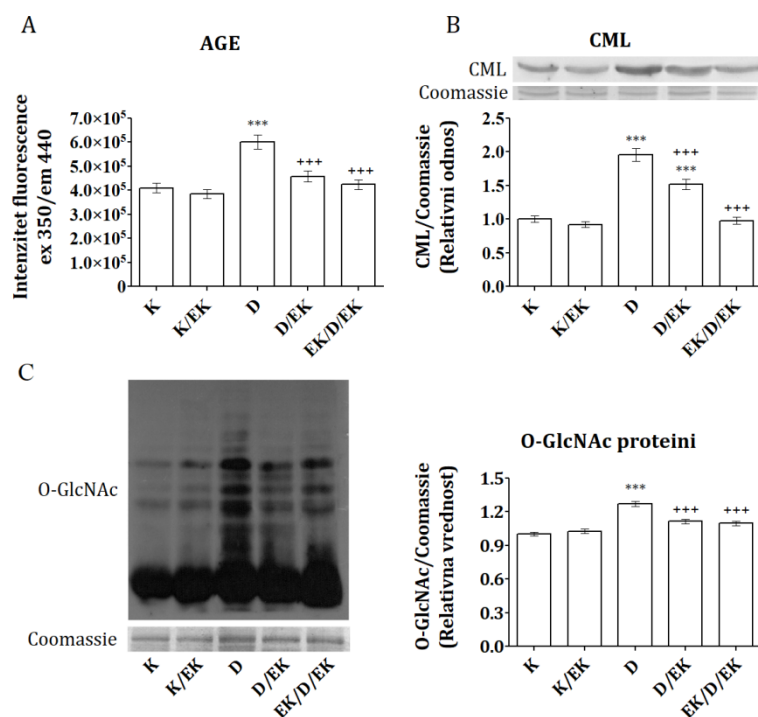 A
AGE
Intenzitet fluorescence
ex 350/em 440
7.0×10⁵
6.0×10⁵
5.0×10⁵
4.0×10⁵
3.0×10⁵
2.0×10⁵
1.0×10⁵
0
***
+++
+++
K
K/EK
D
D/EK
EK/D/EK
B
CML
CML
Coomassie
CML/Coomassie
(Relativni odnos)
2.5
2.0
1.5
1.0
0.5
0.0
***
+++
***
+++
K
K/EK
D
D/EK
EK/D/EK
C
O-GlcNAc
Coomassie
K
K/EK
D
D/EK
EK/D/EK
O-GlcNAc proteini
O-GlcNAc/Coomassie
(Relativna vrednost)
1.5
1.2
0.9
0.6
0.3
0.0
***
+++
+++
K
K/EK
D
D/EK
EK/D/EK